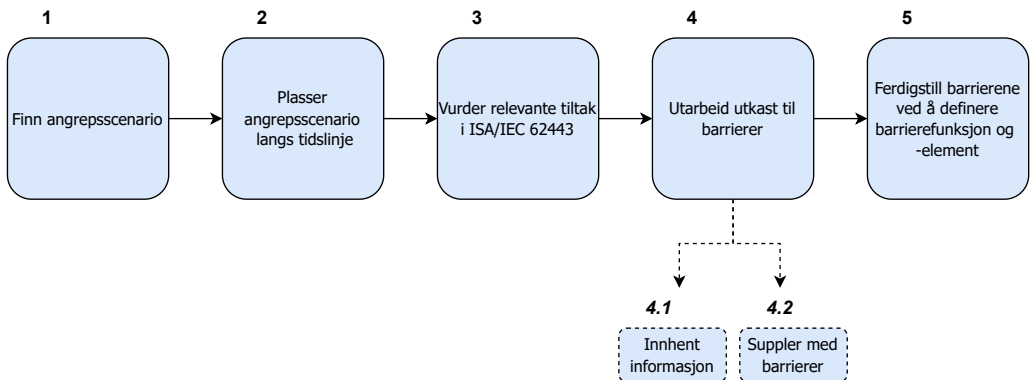 1
Finn angrepsscenario
2
Plasser
angrepsscenario
langs tidslinje
3
Vurder relevante tiltak
i ISA/IEC 62443
4
Utarbeid utkast til
barrierer
5
Ferdigstill barrierene
ved å definere
barrierefunksjon og
-element
4.1
Innhent
informasjon
4.2
Suppler med
barrierer